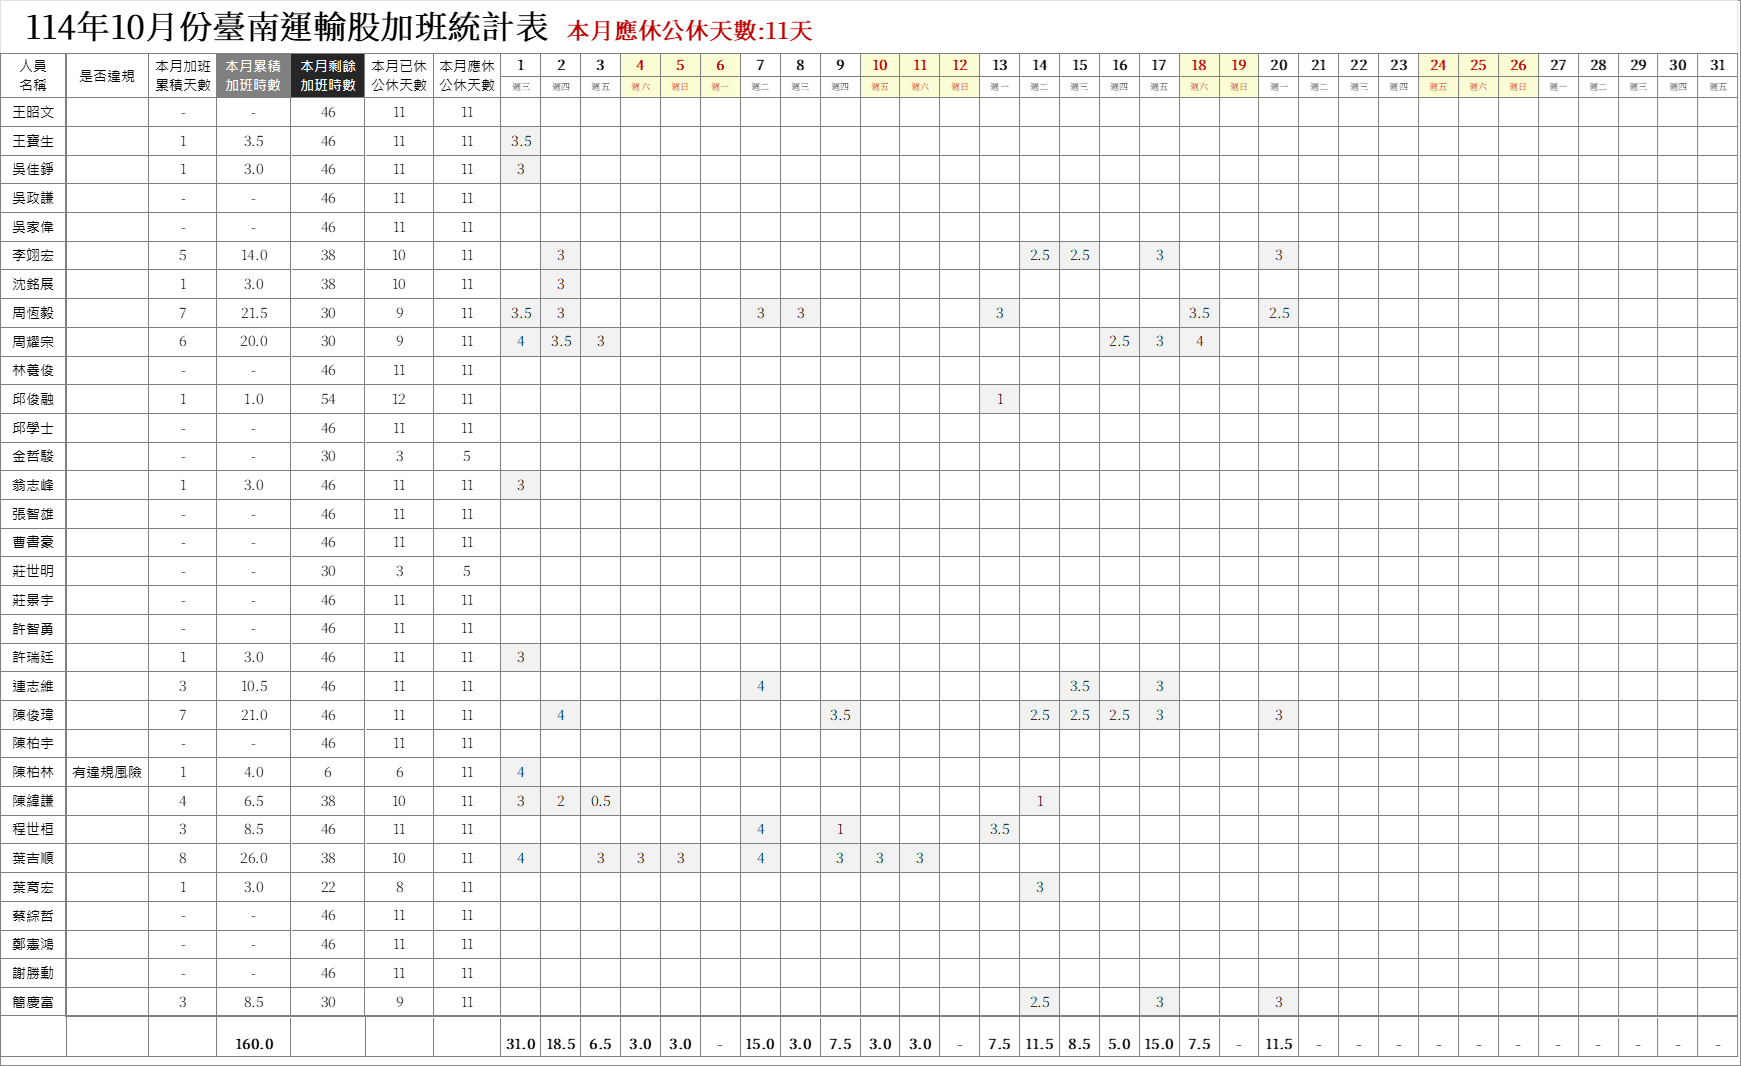 114年10月份臺南運輸股加班統計表 本月應休公休天數:11天
人員名稱 是否違規 本月加班累積天數 本月累積加班時數 本月剩餘加班時數 本月已休公休天數 本月應休公休天數 1 2 3 4 5 6 7 8 9 10 11 12 13 14 15 16 17 18 19 20 21 22 23 24 25 26 27 28 29 30 31
週三 週四 週五 週六 週日 週一 週二 週三 週四 週五 週六 週日 週一 週二 週三 週四 週五 週六 週日 週一 週二 週三 週四 週五 週六 週日 週一 週二 週三 週四 週五
王昭文 - - 46 11 11
王寶生 1 3.5 46 11 11 3.5
吳佳錚 1 3.0 46 11 11 3
吳政謙 - - 46 11 11
吳家偉 - - 46 11 11
李翊宏 5 14.0 38 10 11 3 2.5 2.5 3 3
沈銘展 1 3.0 38 10 11 3
周恆毅 7 21.5 30 9 11 3.5 3 3 3 3 3.5 2.5
周耀宗 6 20.0 30 9 11 4 3.5 3 2.5 3 4
林養俊 - - 46 11 11
邱俊融 1 1.0 54 12 11 1
邱學士 - - 46 11 11
金哲駿 - - 30 3 5
翁志峰 1 3.0 46 11 11 3
張智雄 - - 46 11 11
曹書豪 - - 46 11 11
莊世明 - - 30 3 5
莊景宇 - - 46 11 11
許智勇 - - 46 11 11
許瑞廷 1 3.0 46 11 11 3
連志維 3 10.5 46 11 11 4 3.5 3
陳俊瑋 7 21.0 46 11 11 4 3.5 2.5 2.5 2.5 3 3
陳柏宇 - - 46 11 11
陳柏林 有違規風險 1 4.0 6 6 11 4
陳緯謙 4 6.5 38 10 11 3 2 0.5 1
程世桓 3 8.5 46 11 11 4 1 3.5
葉吉順 8 26.0 38 10 11 4 3 3 3 4 3 3 3
葉育宏 1 3.0 22 8 11 3
蔡綜哲 - - 46 11 11
鄭憲鴻 - - 46 11 11
謝勝勳 - - 46 11 11
簡慶富 3 8.5 30 9 11 2.5 3 3
160.0 31.0 18.5 6.5 3.0 3.0 - 15.0 3.0 7.5 3.0 3.0 - 7.5 11.5 8.5 5.0 15.0 7.5 - 11.5 - - - - - - - - - - -